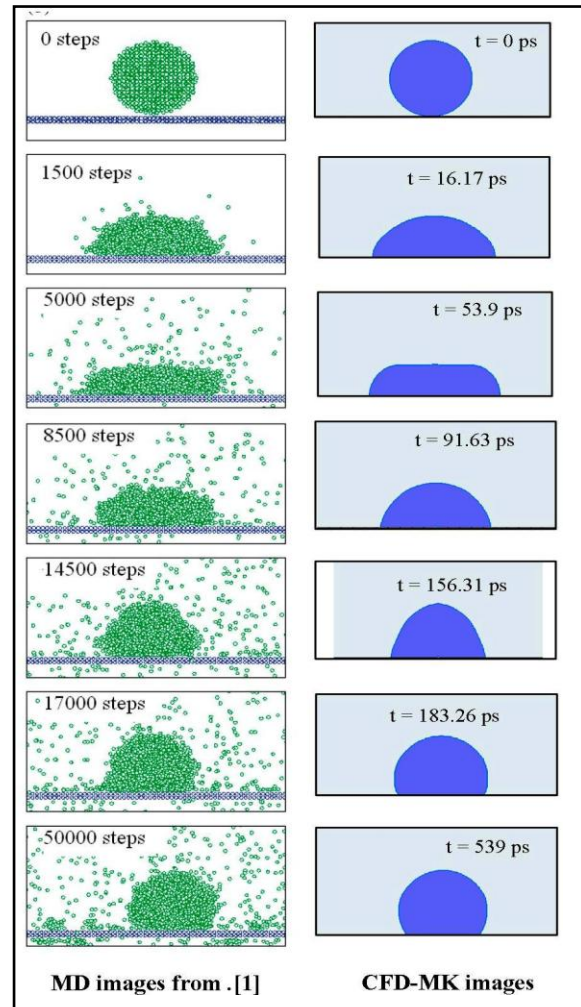 0 steps
t = 0 ps
1500 steps
t = 16.17 ps
5000 steps
t = 53.9 ps
8500 steps
t = 91.63 ps
14500 steps
t = 156.31 ps
17000 steps
t = 183.26 ps
50000 steps
t = 539 ps
MD images from .[1]
CFD-MK images